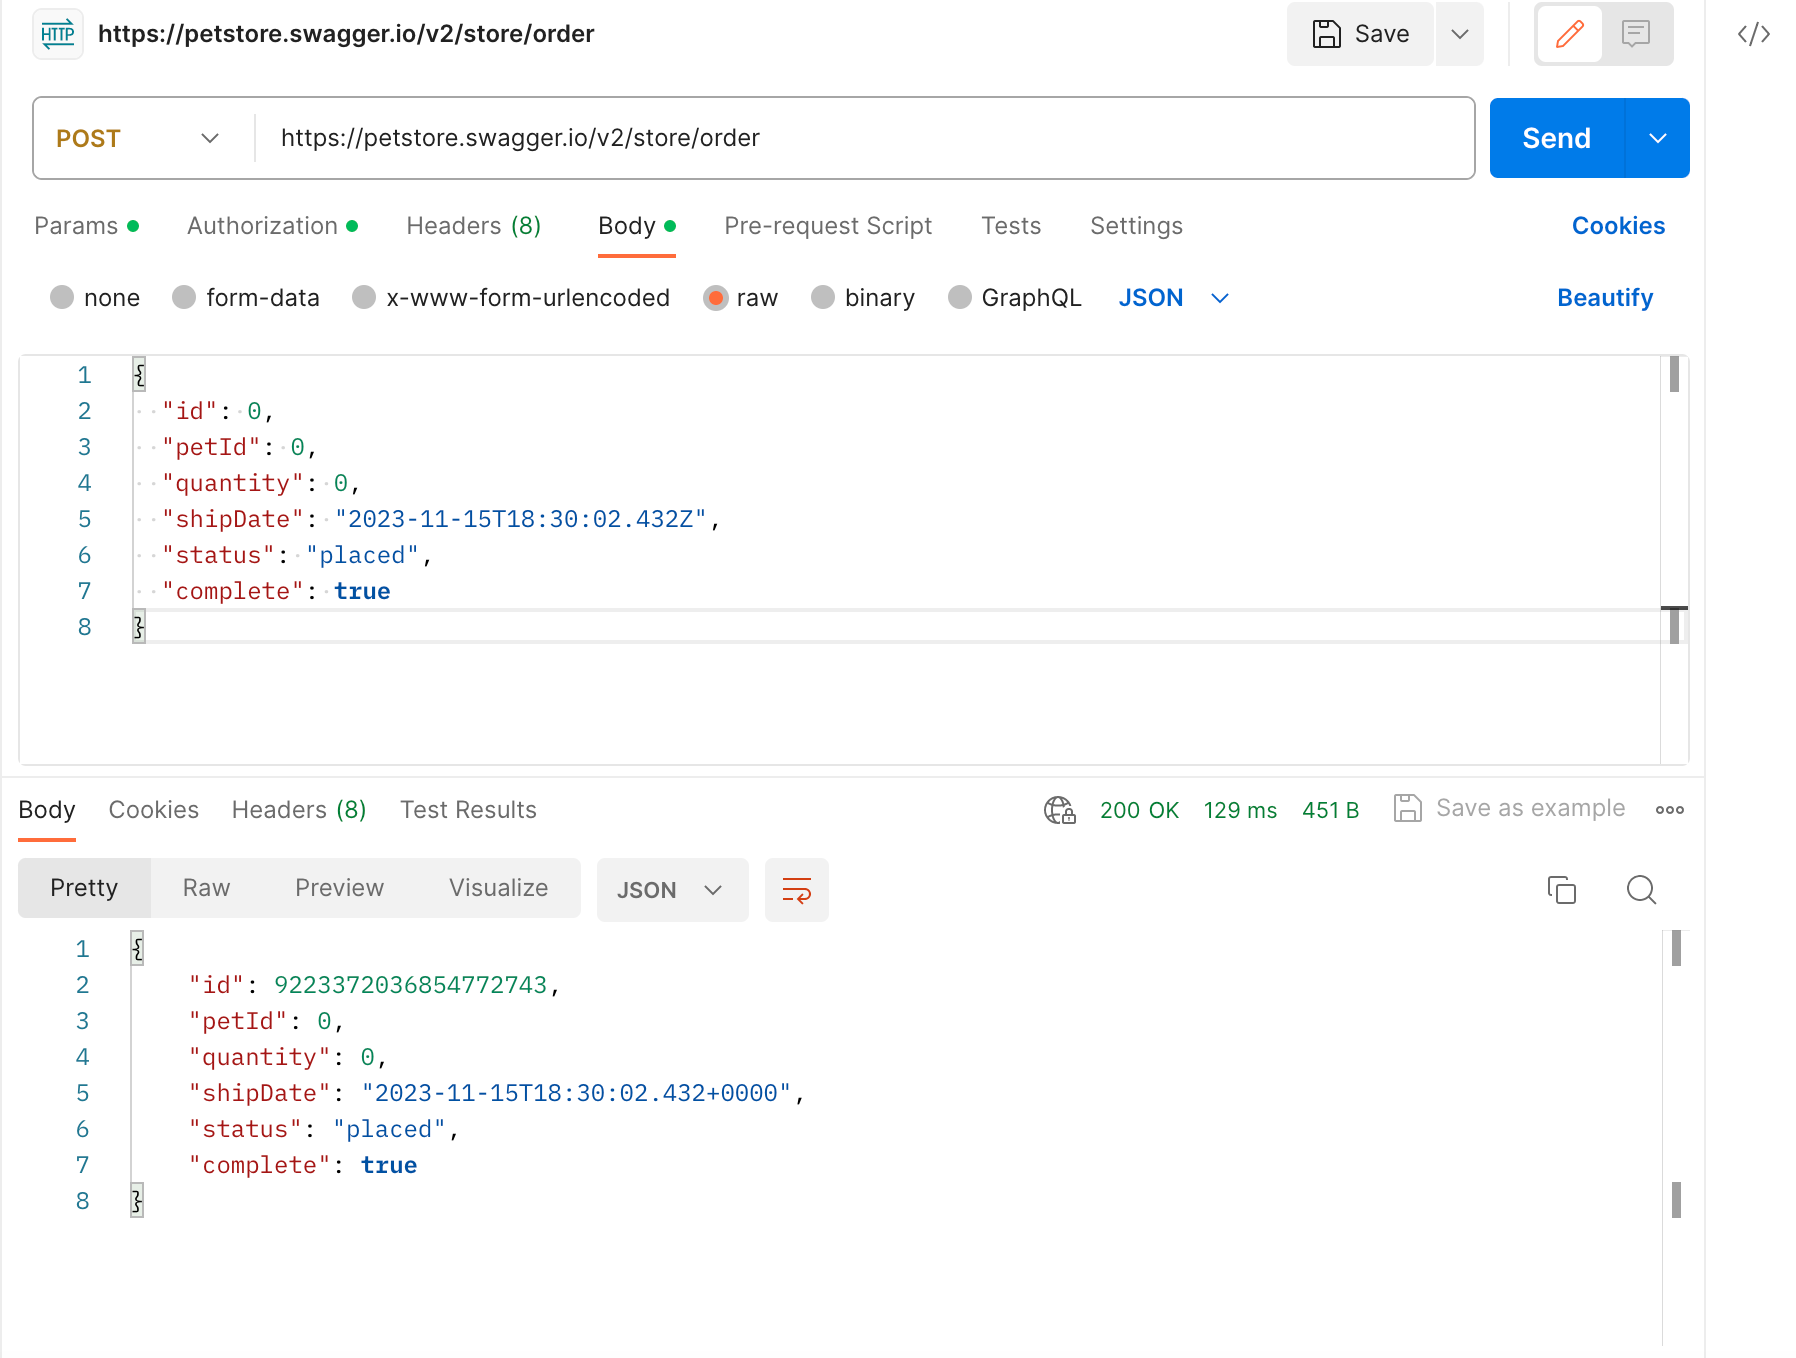 HTTP https://petstore.swagger.io/v2/store/order Save </>
POST https://petstore.swagger.io/v2/store/order Send
Params Authorization Headers (8) Body Pre-request Script Tests Settings Cookies
none form-data x-www-form-urlencoded raw binary GraphQL JSON Beautify
1 {
2 "id": 0,
3 "petId": 0,
4 "quantity": 0,
5 "shipDate": "2023-11-15T18:30:02.432Z",
6 "status": "placed",
7 "complete": true
8 }
Body Cookies Headers (8) Test Results 200 OK 129 ms 451 B Save as example
Pretty Raw Preview Visualize JSON
1 {
2 "id": 9223372036854772743,
3 "petId": 0,
4 "quantity": 0,
5 "shipDate": "2023-11-15T18:30:02.432+0000",
6 "status": "placed",
7 "complete": true
8 }